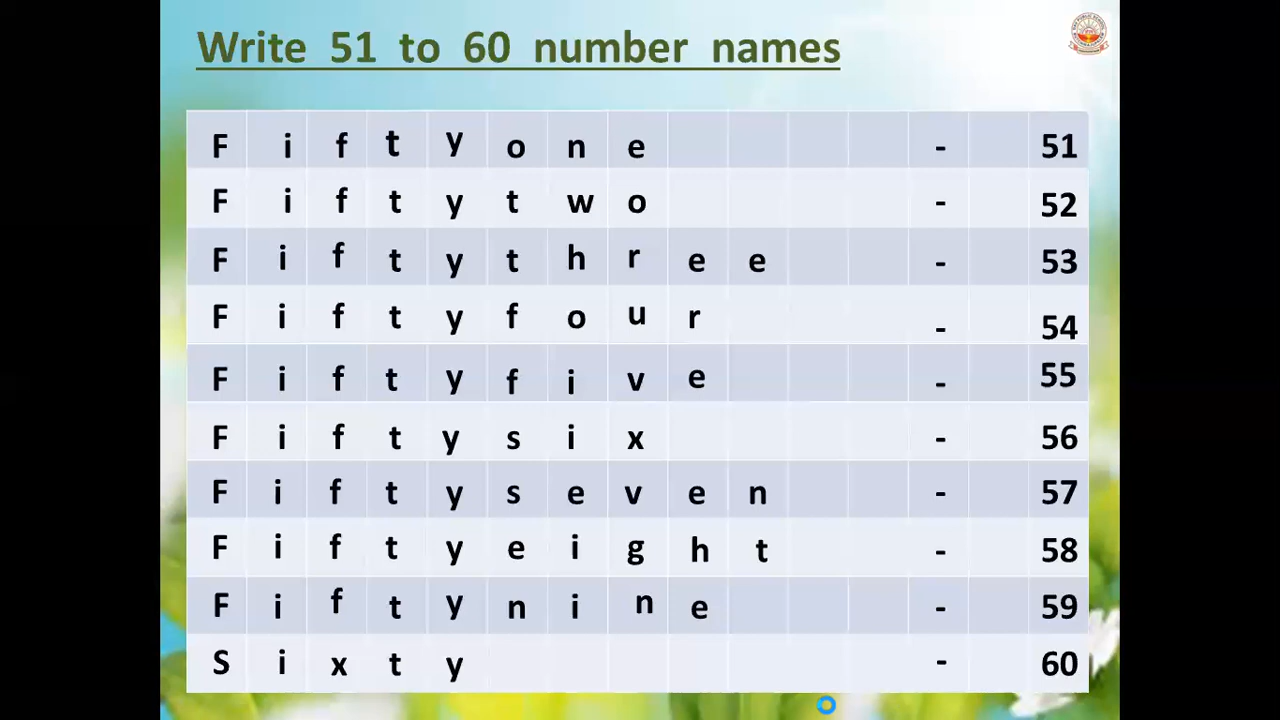 Write 51 to 60 number names
F i f t y o n e - 51
F i f t y t w o - 52
F i f t y t h r e e - 53
F i f t y f o u r - 54
F i f t y f i v e - 55
F i f t y s i x - 56
F i f t y s e v e n - 57
F i f t y e i g h t - 58
F i f t y n i n e - 59
S i x t y - 60